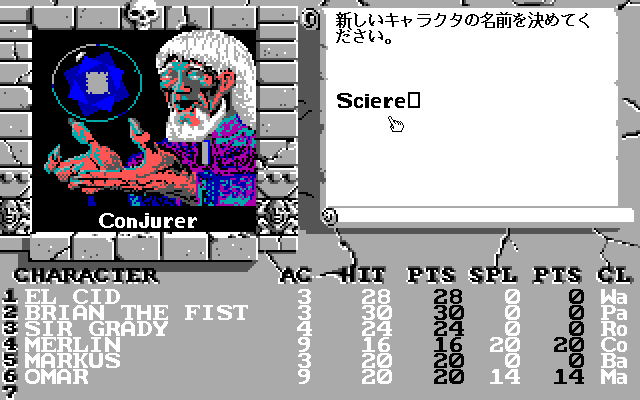 新しいキャラクタの名前を決めてく
ださい。
Sciere
Conjurer
CHARACTER AC HIT PTS SPL PTS CL
1 EL CID 3 28 28 0 0 Wa
2 BRIAN THE FIST 3 30 30 0 0 Pa
3 SIR GRADY 4 24 24 0 0 Ro
4 MERLIN 9 16 16 20 20 Co
5 MARKUS 3 20 20 0 0 Ba
6 OMAR 9 20 20 14 14 Ma
7